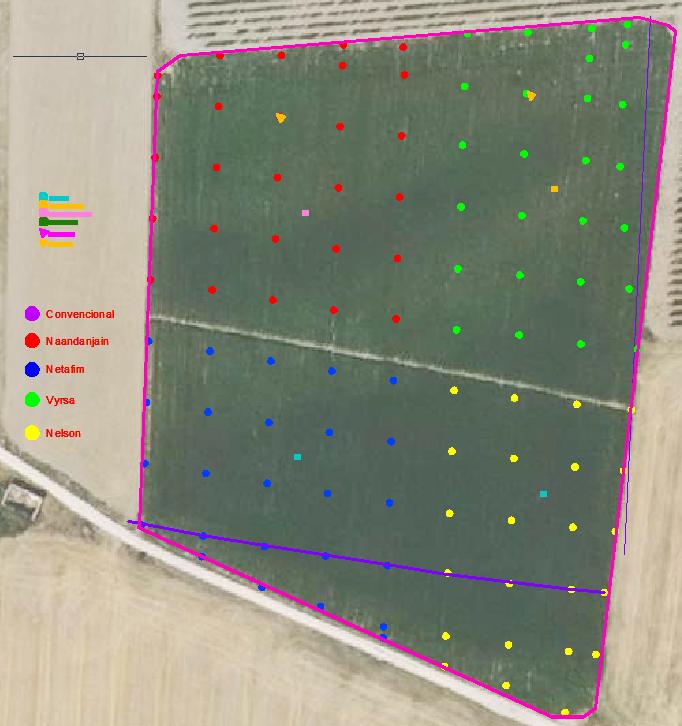 Convencional
Naandanjain
Netafim
Vyrsa
Nelson